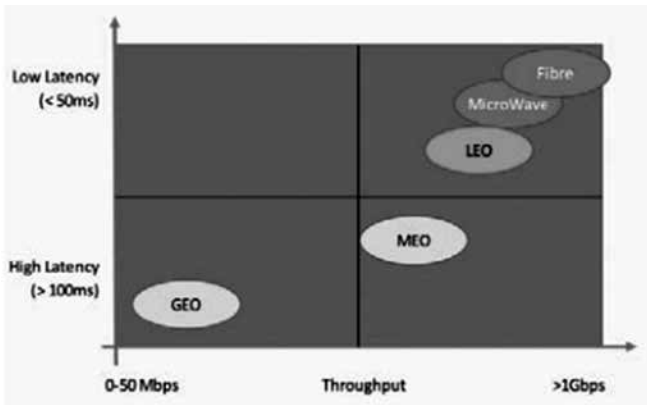 Low Latency
(< 50ms)
Fibre
MicroWave
LEO
High Latency
(> 100ms)
MEO
GEO
0-50 Mbps
Throughput
>1Gbps